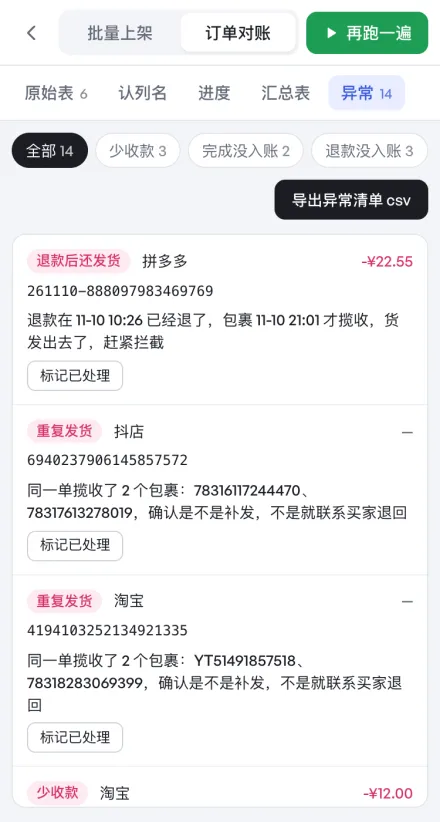 批量上架 订单对账 再跑一遍
原始表 6 认列名 进度 汇总表 异常 14
全部 14 少收款 3 完成没入账 2 退款没入账 3
导出异常清单 csv
退款后还发货 拼多多 -¥22.55
261110-888097983469769
退款在 11-10 10:26 已经退了，包裹 11-10 21:01 才揽收，货
发出去了，赶紧拦截
标记已处理
重复发货 抖店 —
6940237906145857572
同一单揽收了 2 个包裹：78316117244470、
78317613278019，确认是不是补发，不是就联系买家退回
标记已处理
重复发货 淘宝 —
4194103252134921335
同一单揽收了 2 个包裹：YT51491857518、
78318283069399，确认是不是补发，不是就联系买家退
回
标记已处理
少收款 淘宝 -¥12.00